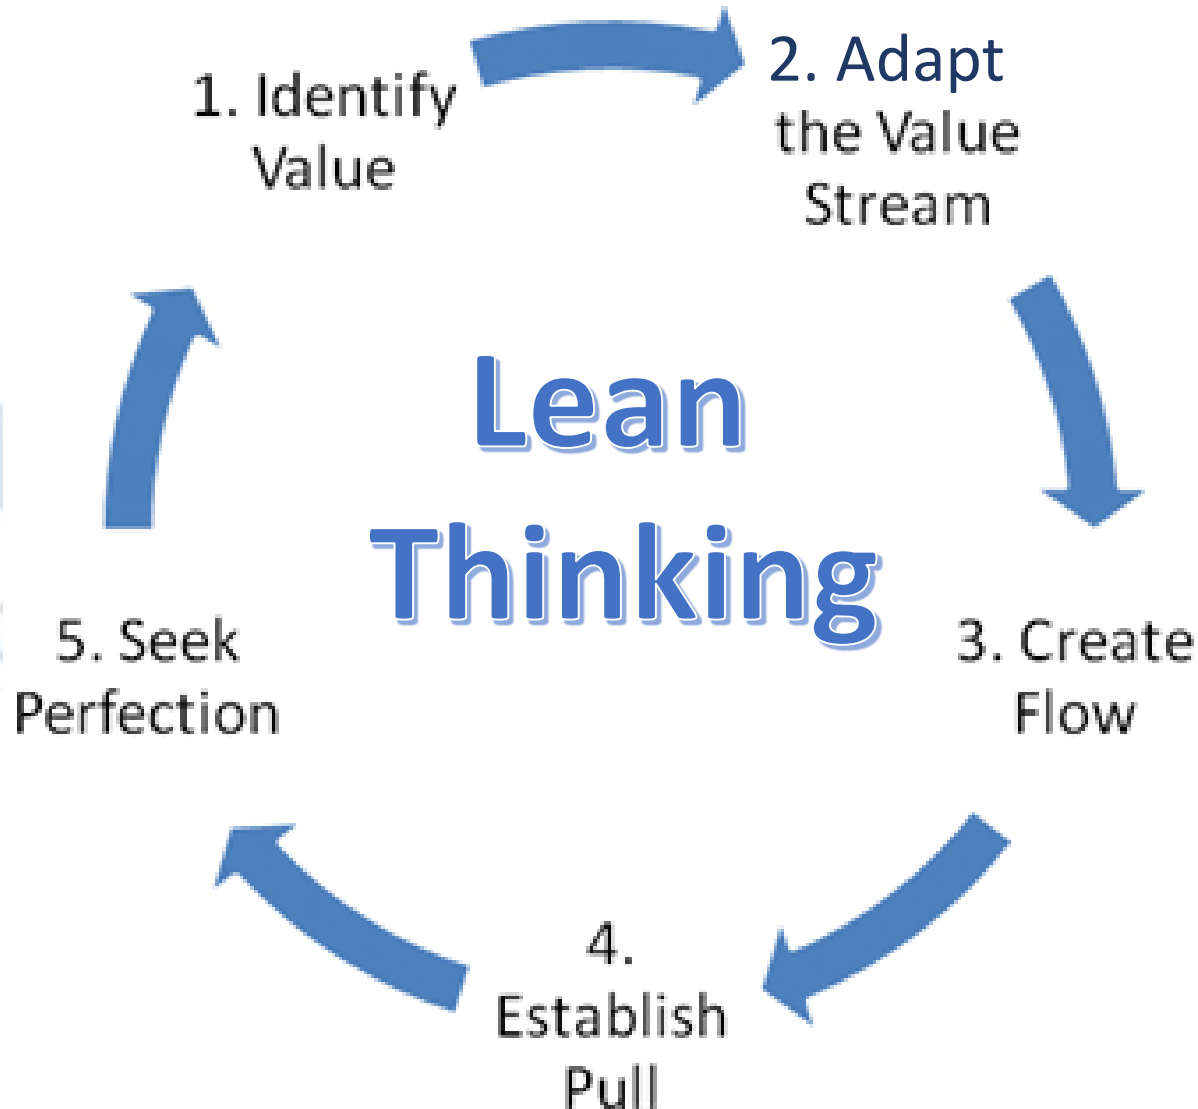 1. Identify
Value
2. Adapt
the Value
Stream
Lean
Thinking
3. Create
Flow
4.
Establish
Pull
5. Seek
Perfection